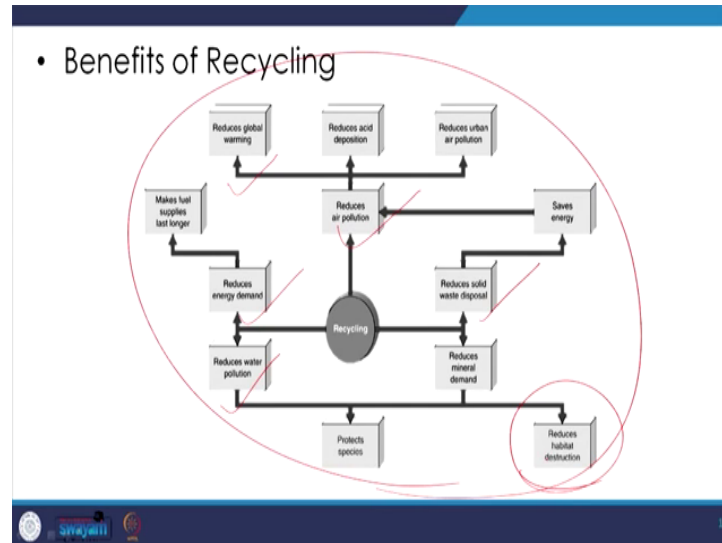 • Benefits of Recycling
Reduces global
warming
Reduces acid
deposition
Reduces urban
air pollution
Makes fuel
supplies
last longer
Reduces
air pollution
Saves
energy
Reduces
energy demand
Reduces solid
waste disposal
Recycling
Reduces water
pollution
Reduces
mineral
demand
Protects
species
Reduces
habitat
destruction
swayam